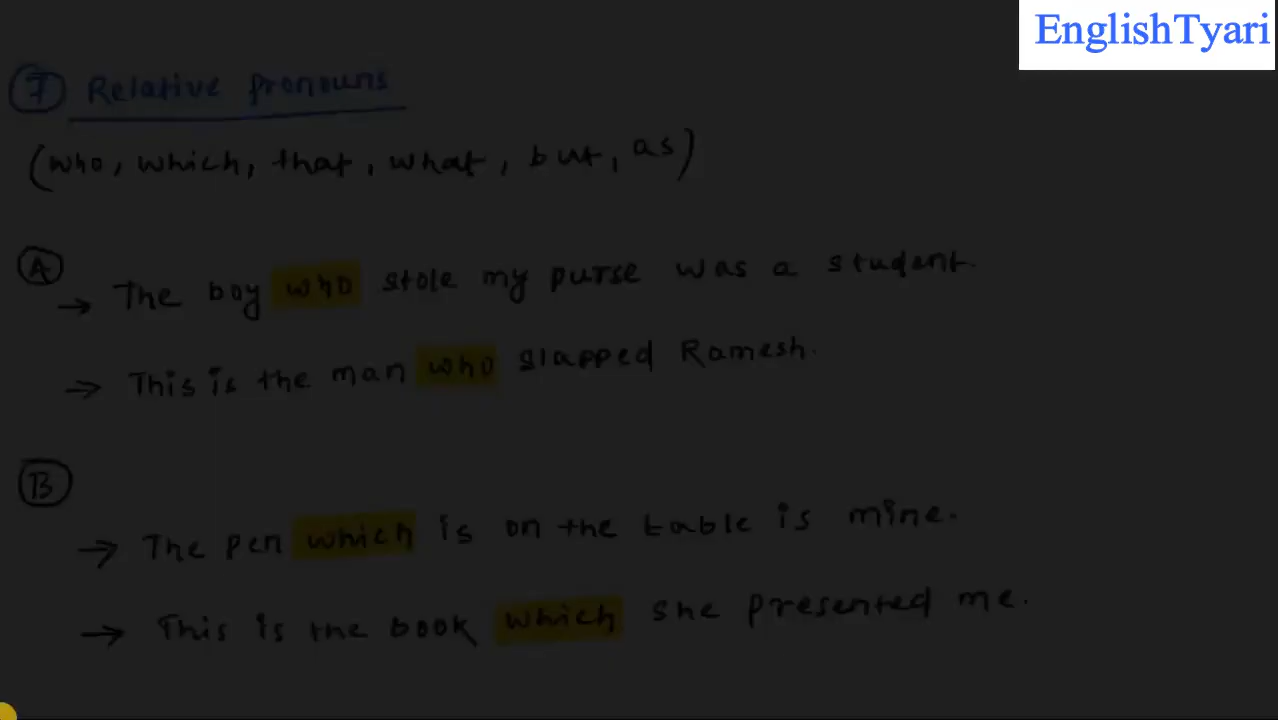 EnglishTyari
7 Relative pronouns
(who, which, that, what, but, as)
A
→ The boy who stole my purse was a student.
→ This is the man who slapped Ramesh.
B
→ The pen which is on the table is mine.
→ This is the book which she presented me.